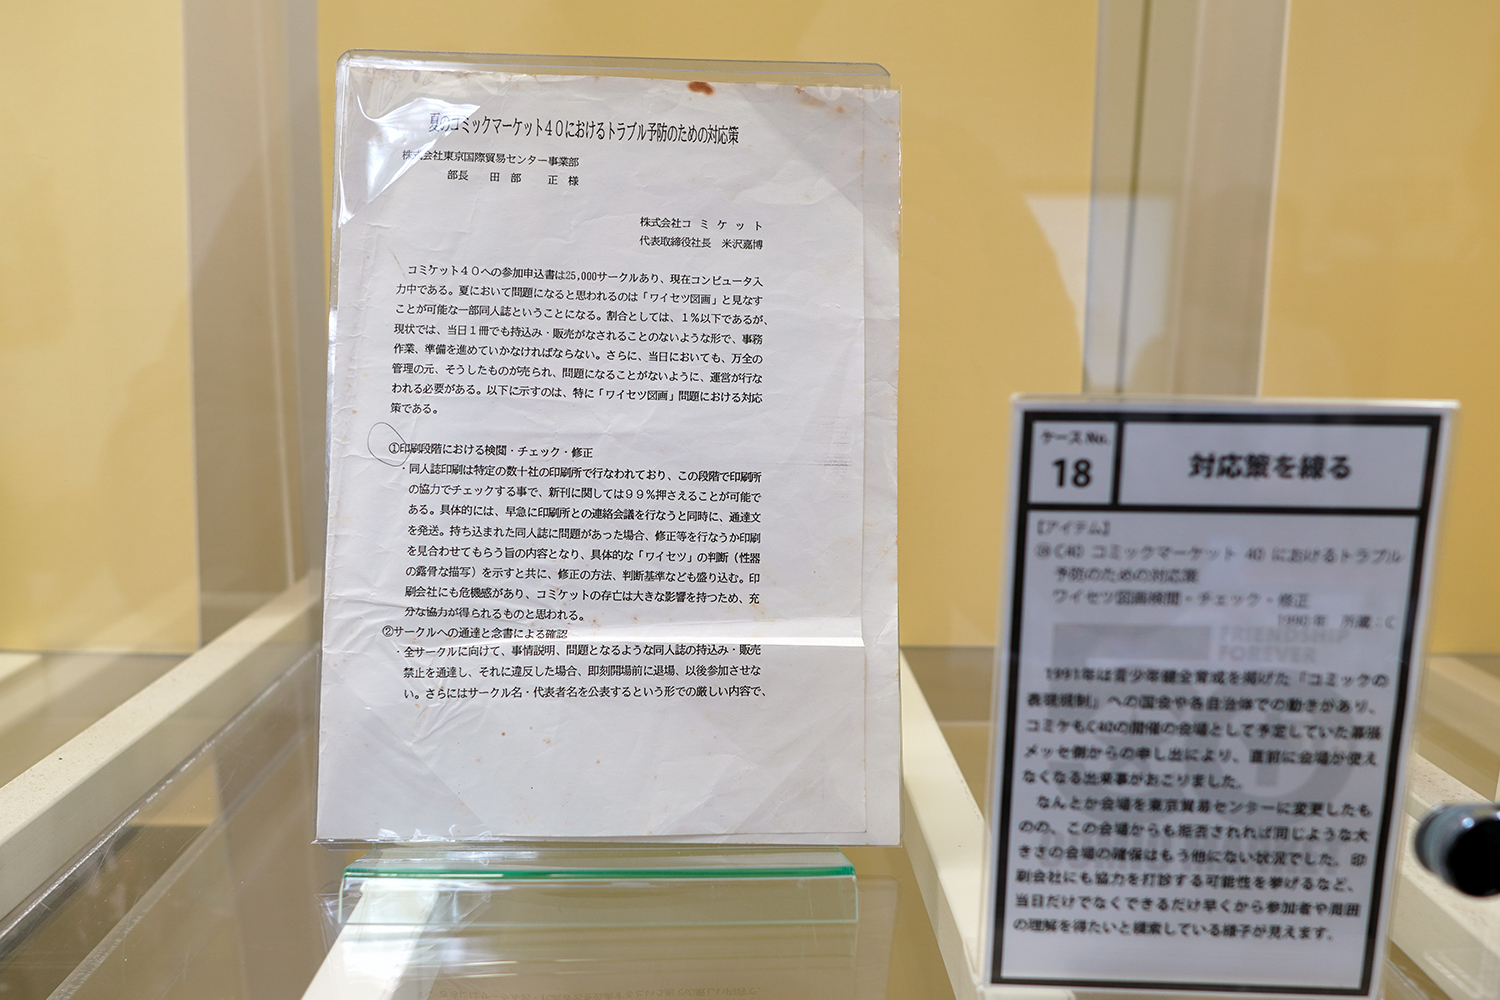 夏のコミックマーケット40におけるトラブル予防のための対応策
株式会社東京国際貿易センター事業部
部長 田部 正様
株式会社コミケット
代表取締役社長 米沢嘉博
コミケット40への参加申込書は25,000サークルあり、現在コンピュータ入
力中である。夏において問題になると思われるのは「ワイセツ図画」と見なす
ことが可能な一部同人誌ということになる。割合としては、1%以下であるが、
現状では、当日1冊でも持込み・販売がなされることのないような形で、事務
作業、準備を進めていかなければならない。さらに、当日においても、万全の
管理の元、そうしたものが売られ、問題になることがないように、運営が行な
われる必要がある。以下に示すのは、特に「ワイセツ図画」問題における対応
策である。
①印刷段階における検閲・チェック・修正
・同人誌印刷は特定の数十社の印刷所で行なわれており、この段階で印刷所
の協力でチェックする事で、新刊に関しては99%押さえることが可能で
ある。具体的には、早急に印刷所との連絡会議を行なうと同時に、通達文
を発送。持ち込まれた同人誌に問題があった場合、修正等を行なうか印刷
を見合わせてもらう旨の内容となり、具体的な「ワイセツ」の判断(性器
の露骨な描写)を示すと共に、修正の方法、判断基準なども盛り込む。印
刷会社にも危機感があり、コミケットの存亡は大きな影響を持つため、充
分な協力が得られるものと思われる。
②サークルへの通達と念書による確認
・全サークルに向けて、事情説明、問題となるような同人誌の持込み・販売
禁止を通達し、それに違反した場合、即刻開場前に退場、以後参加させな
い。さらにはサークル名・代表者名を公表するという形での厳しい内容で、
ケースNo.
18
対応策を練る
【アイテム】
C40 コミックマーケット 40 におけるトラブル
予防のための対応策
ワイセツ図画検閲・チェック・修正
1990年 所蔵:C
FRIENDSHIP
FOREVER
1991年は青少年健全育成を掲げた「コミックの
表現規制」への国会や各自治体での動きがあり、
コミケもC40の開催の会場として予定していた幕張
メッセ側からの申し出により、直前に会場が使え
なくなる出来事がおこりました。
なんとか会場を東京貿易センターに変更したも
のの、この会場からも拒否されれば同じような大
きさの会場の確保はもう他にない状況でした。印
刷会社にも協力を打診する可能性を挙げるなど、
当日だけでなくできるだけ早くから参加者や周囲
の理解を得たいと模索している様子が見えます。